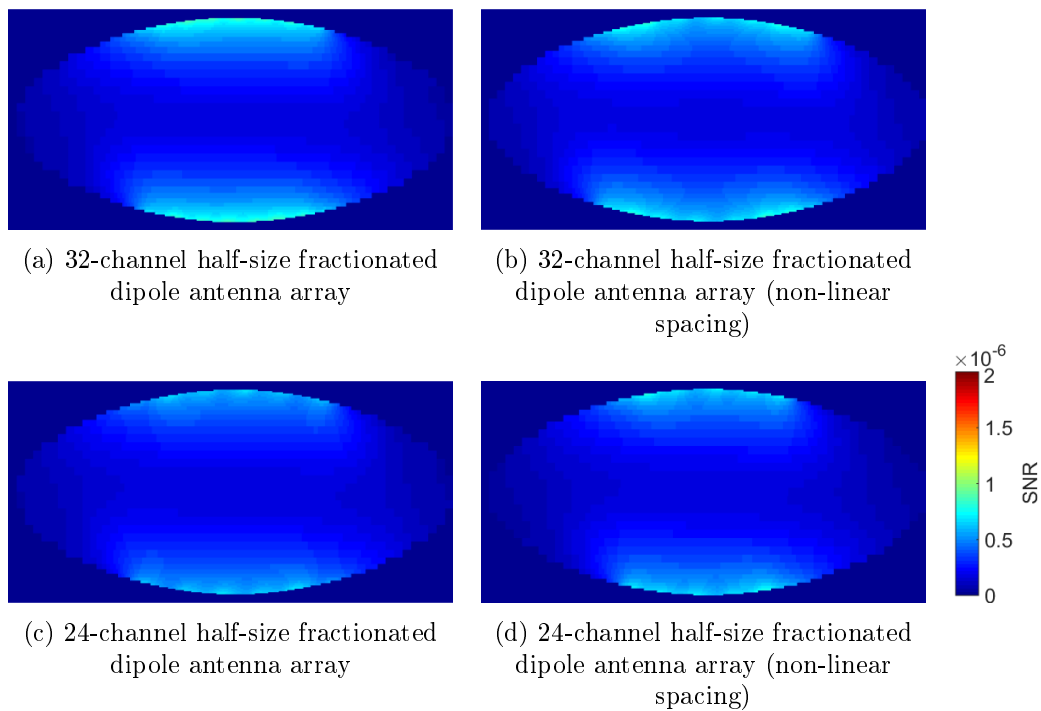 (a) 32-channel half-size fractionated
dipole antenna array
(b) 32-channel half-size fractionated
dipole antenna array (non-linear
spacing)
×10-6
2
1.5
1
0.5
0
SNR
(c) 24-channel half-size fractionated
dipole antenna array
(d) 24-channel half-size fractionated
dipole antenna array (non-linear
spacing)